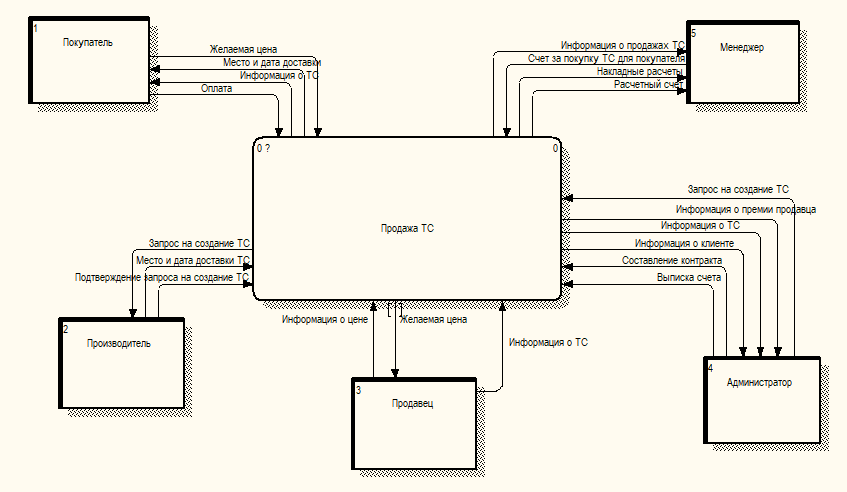 1
Покупатель
Желаемая цена
Место и дата доставки
Информация о ТС
Оплата
5
Менеджер
Информация о продажах ТС
Счет за покупку ТС для покупателя
Накладные расчеты
Расчетный счет
0 ?
0
Продажа ТС
Запрос на создание ТС
Место и дата доставки ТС
Подтверждение запроса на создание ТС
2
Производитель
Информация о цене
Желаемая цена
Информация о ТС
3
Продавец
Запрос на создание ТС
Информация о премии продавца
Информация о ТС
Информация о клиенте
Составление контракта
Выписка счета
4
Администратор